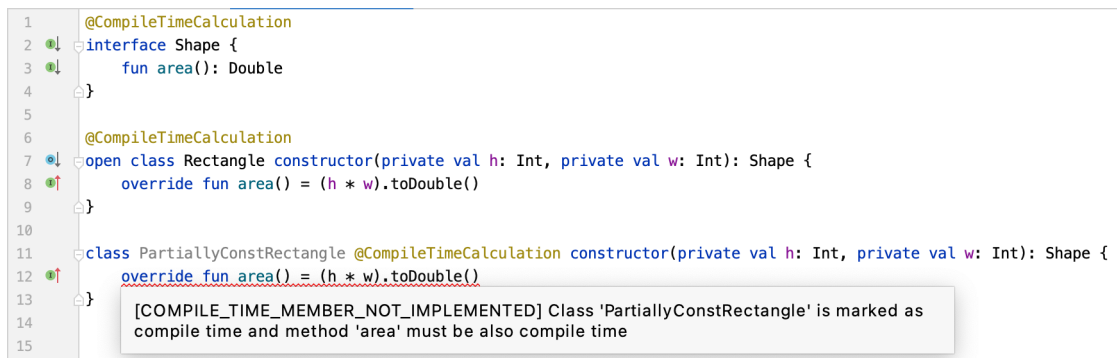 1 @CompileTimeCalculation
2 interface Shape {
3 fun area(): Double
4 }
5
6 @CompileTimeCalculation
7 open class Rectangle constructor(private val h: Int, private val w: Int): Shape {
8 override fun area() = (h * w).toDouble()
9 }
10
11 class PartiallyConstRectangle @CompileTimeCalculation constructor(private val h: Int, private val w: Int): Shape {
12 override fun area() = (h * w).toDouble()
13 }
[COMPILE_TIME_MEMBER_NOT_IMPLEMENTED] Class 'PartiallyConstRectangle' is marked as
14
compile time and method 'area' must be also compile time
15